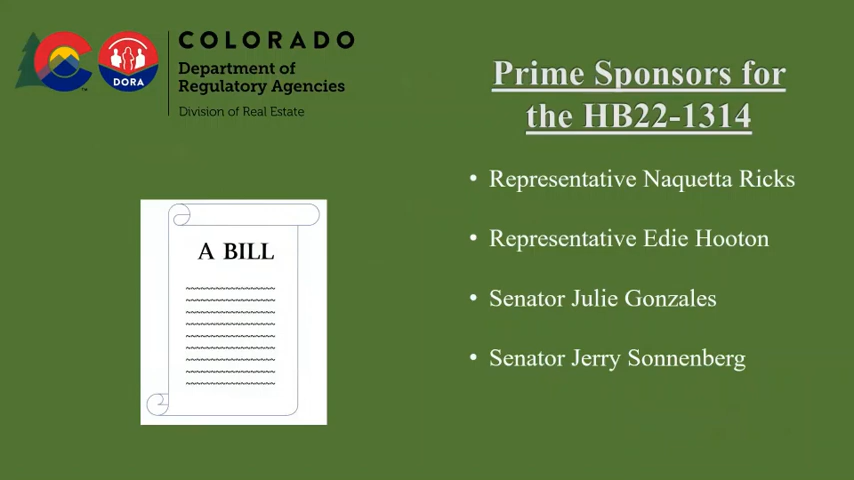 COLORADO
Department of
Regulatory Agencies
Division of Real Estate
DORA
TM
Prime Sponsors for
the HB22-1314
• Representative Naquetta Ricks
• Representative Edie Hooton
• Senator Julie Gonzales
• Senator Jerry Sonnenberg
A BILL